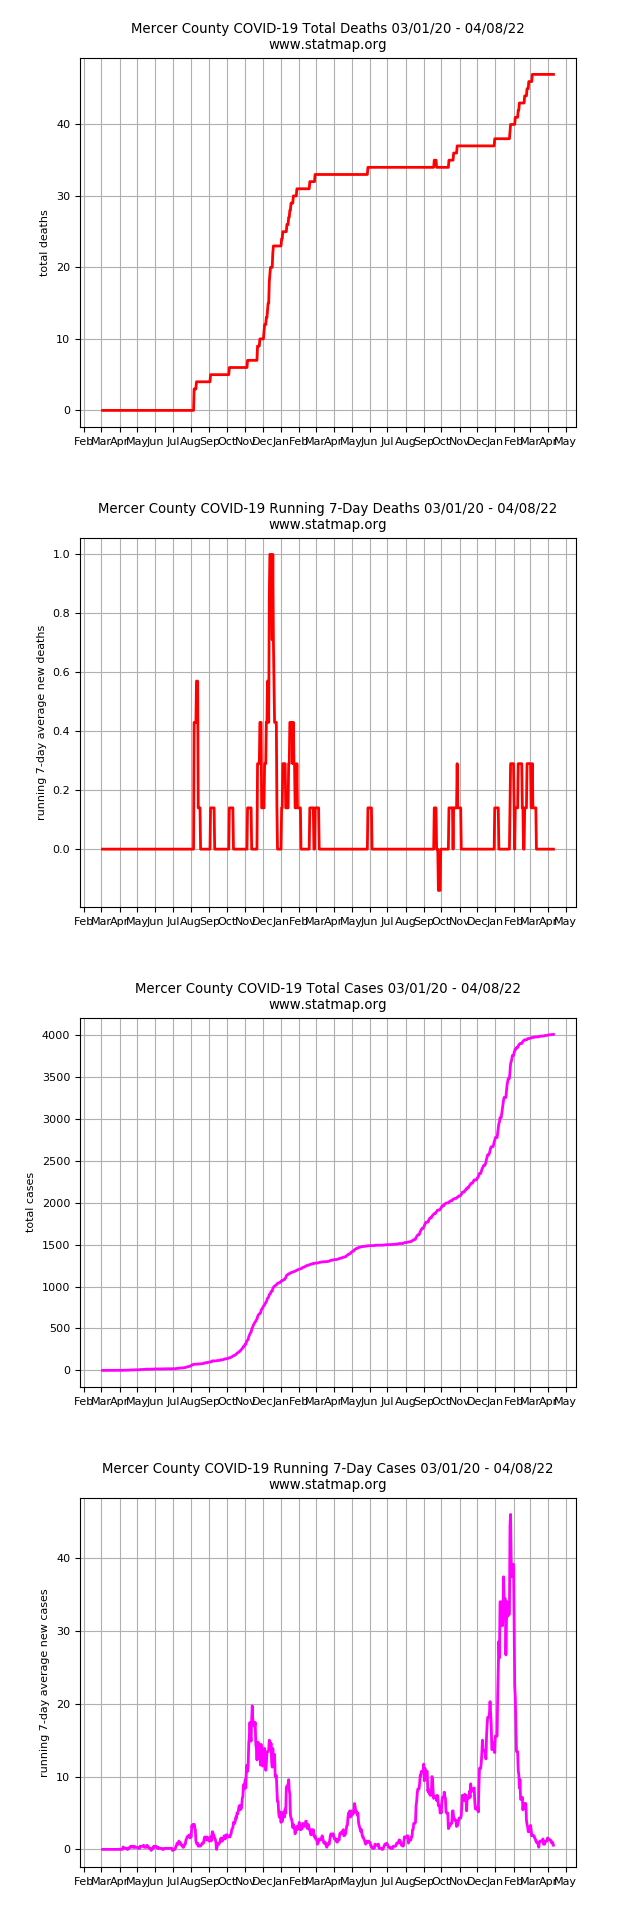 Mercer County COVID-19 Total Deaths 03/01/20 - 04/08/22
www.statmap.org
40
30
20
10
0
total deaths
Feb Mar Apr May Jun Jul Aug Sep Oct Nov Dec Jan Feb Mar Apr May Jun Jul Aug Sep Oct Nov Dec Jan Feb Mar Apr May
Mercer County COVID-19 Running 7-Day Deaths 03/01/20 - 04/08/22
www.statmap.org
1.0
0.8
0.6
0.4
0.2
0.0
running 7-day average new deaths
Feb Mar Apr May Jun Jul Aug Sep Oct Nov Dec Jan Feb Mar Apr May Jun Jul Aug Sep Oct Nov Dec Jan Feb Mar Apr May
Mercer County COVID-19 Total Cases 03/01/20 - 04/08/22
www.statmap.org
4000
3500
3000
2500
2000
1500
1000
500
0
total cases
Feb Mar Apr May Jun Jul Aug Sep Oct Nov Dec Jan Feb Mar Apr May Jun Jul Aug Sep Oct Nov Dec Jan Feb Mar Apr May
Mercer County COVID-19 Running 7-Day Cases 03/01/20 - 04/08/22
www.statmap.org
40
30
20
10
0
running 7-day average new cases
Feb Mar Apr May Jun Jul Aug Sep Oct Nov Dec Jan Feb Mar Apr May Jun Jul Aug Sep Oct Nov Dec Jan Feb Mar Apr May